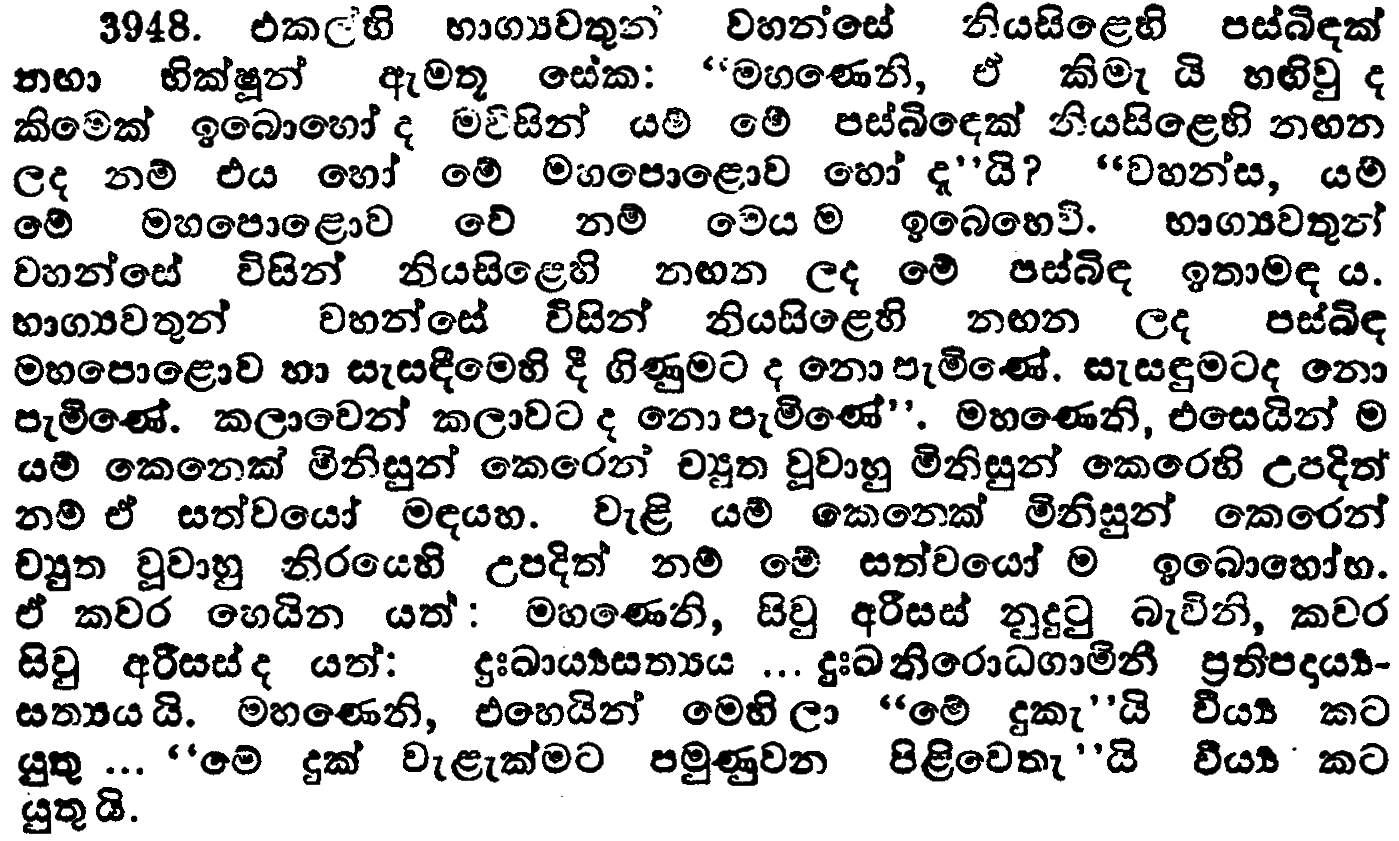 3948. එකල්හි භාග්‍යවතුන් වහන්සේ නියසිළෙහි පස්බිඳක්
නඟා භික්ෂූන් ඇමතූ සේක: “මහණෙනි, ඒ කිමැ යි හඟිවු ද
කිමෙක් ඉබොහෝ ද මවිසින් යම් මේ පස්බිඳෙක් නියසිළෙහි නඟන
ලද නම් එය හෝ මේ මහපොළොව හෝ දැ”යි? “වහන්ස, යම්
මේ මහපොළොව වේ නම් මෙය ම ඉබෙහෙවි. භාග්‍යවතුන්
වහන්සේ විසින් නියසිළෙහි නඟන ලද මේ පස්බිඳ ඉතාමඳ ය.
භාග්‍යවතුන් වහන්සේ විසින් නියසිළෙහි නඟන ලද පස්බිඳ
මහපොළොව හා සැසඳීමෙහි දී ගිණුමට ද නො පැමිණේ. සැසඳුමටද නො
පැමිණේ. කලාවෙන් කලාවට ද නො පැමිණේ”. මහණෙනි, එසෙයින් ම
යම් කෙනෙක් මිනිසුන් කෙරෙන් ච්‍යුත වූවාහු මිනිසුන් කෙරෙහි උපදිත්
නම් ඒ සත්වයෝ මඳයහ. වැළි යම් කෙනෙක් මිනිසුන් කෙරෙන්
ච්‍යුත වූවාහු නිරයෙහි උපදිත් නම් මේ සත්වයෝ ම ඉබොහෝහ.
ඒ කවර හෙයින යත්: මහණෙනි, සිවු අරිසස් නුදුටු බැවිනි, කවර
සිවු අරිසස් ද යත්: දුඃඛාර්‍ය්‍යසත්‍යය ... දුඃඛනිරොධගාමිනී ප්‍රතිපදාර්‍ය්‍ය-
සත්‍යය යි. මහණෙනි, එහෙයින් මෙහි ලා “මේ දුකැ”යි වීර්‍ය්‍ය කට
යුතු ... “මේ දුක් වැළැක්මට පමුණුවන පිළිවෙතැ”යි වීර්‍ය්‍ය කට
යුතු යි.